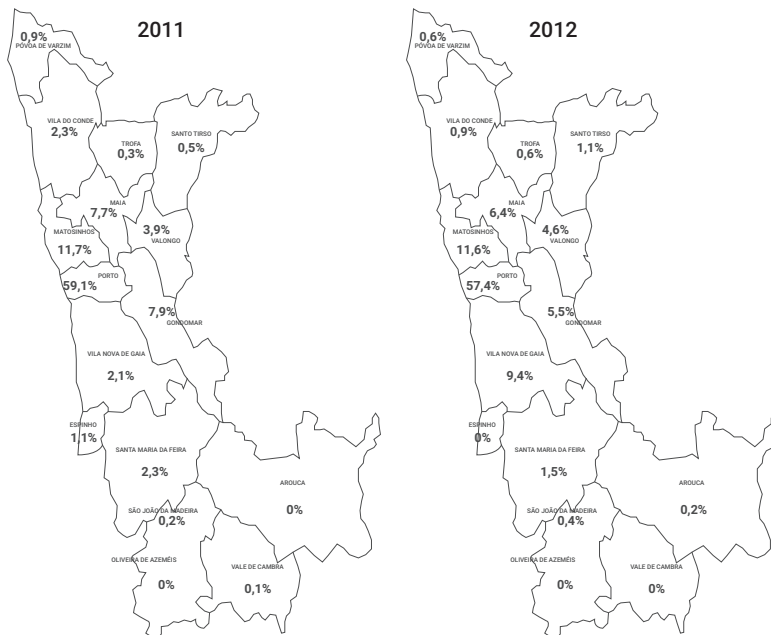 2011
0,9%
PÓVOA DE VARZIM
VILA DO CONDE
2,3%
TROFA
0,3%
SANTO TIRSO
0,5%
MAIA
7,7%
3,9%
VALONGO
MATOSINHOS
11,7%
PORTO
59,1%
7,9%
GONDOMAR
VILA NOVA DE GAIA
2,1%
ESPINHO
1,1%
SANTA MARIA DA FEIRA
2,3%
AROUCA
0%
SÃO JOÃO DA MADEIRA
0,2%
OLIVEIRA DE AZEMÉIS
0%
VALE DE CAMBRA
0,1%
2012
0,6%
PÓVOA DE VARZIM
VILA DO CONDE
0,9%
TROFA
0,6%
SANTO TIRSO
1,1%
MAIA
6,4%
4,6%
VALONGO
MATOSINHOS
11,6%
PORTO
57,4%
5,5%
GONDOMAR
VILA NOVA DE GAIA
9,4%
ESPINHO
0%
SANTA MARIA DA FEIRA
1,5%
AROUCA
0,2%
SÃO JOÃO DA MADEIRA
0,4%
OLIVEIRA DE AZEMÉIS
0%
VALE DE CAMBRA
0%